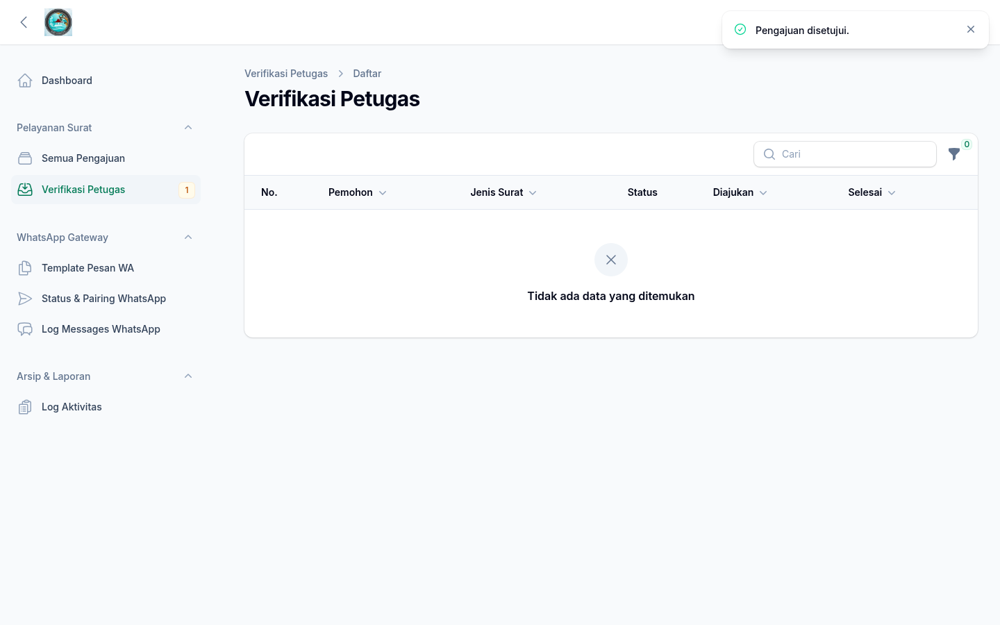 Pengajuan disetujui.
Dashboard
Pelayanan Surat
Semua Pengajuan
Verifikasi Petugas 1
WhatsApp Gateway
Template Pesan WA
Status & Pairing WhatsApp
Log Messages WhatsApp
Arsip & Laporan
Log Aktivitas
Verifikasi Petugas Daftar
Verifikasi Petugas
Cari 0
No. Pemohon Jenis Surat Status Diajukan Selesai
Tidak ada data yang ditemukan